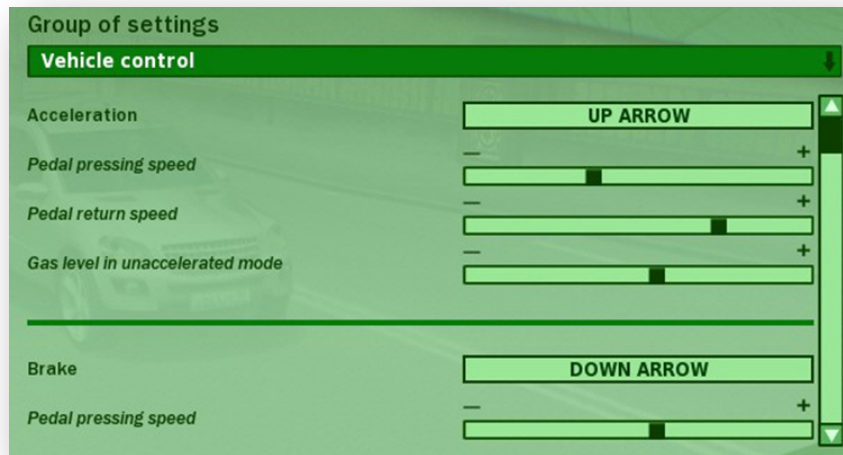 Group of settings
Vehicle control
Acceleration UP ARROW
Pedal pressing speed — +
Pedal return speed — +
Gas level in unaccelerated mode — +
Brake DOWN ARROW
Pedal pressing speed — +